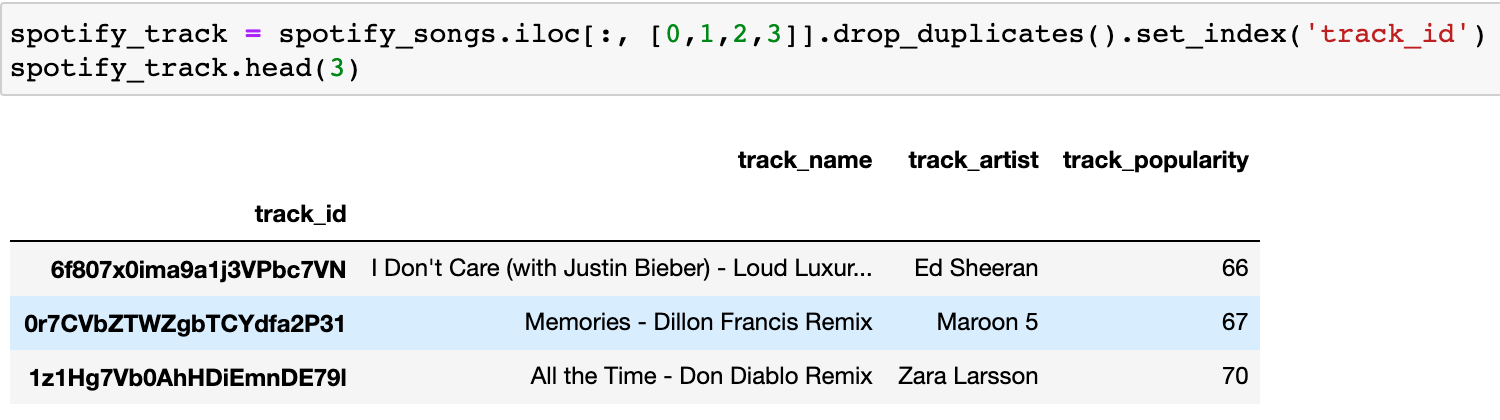 spotify_track = spotify_songs.iloc[:, [0,1,2,3]].drop_duplicates().set_index('track_id')
spotify_track.head(3)
track_name track_artist track_popularity
track_id
6f807x0ima9a1j3VPbc7VN I Don't Care (with Justin Bieber) - Loud Luxur... Ed Sheeran 66
0r7CVbZTWZgbTCYdfa2P31 Memories - Dillon Francis Remix Maroon 5 67
1z1Hg7Vb0AhHDiEmnDE79l All the Time - Don Diablo Remix Zara Larsson 70